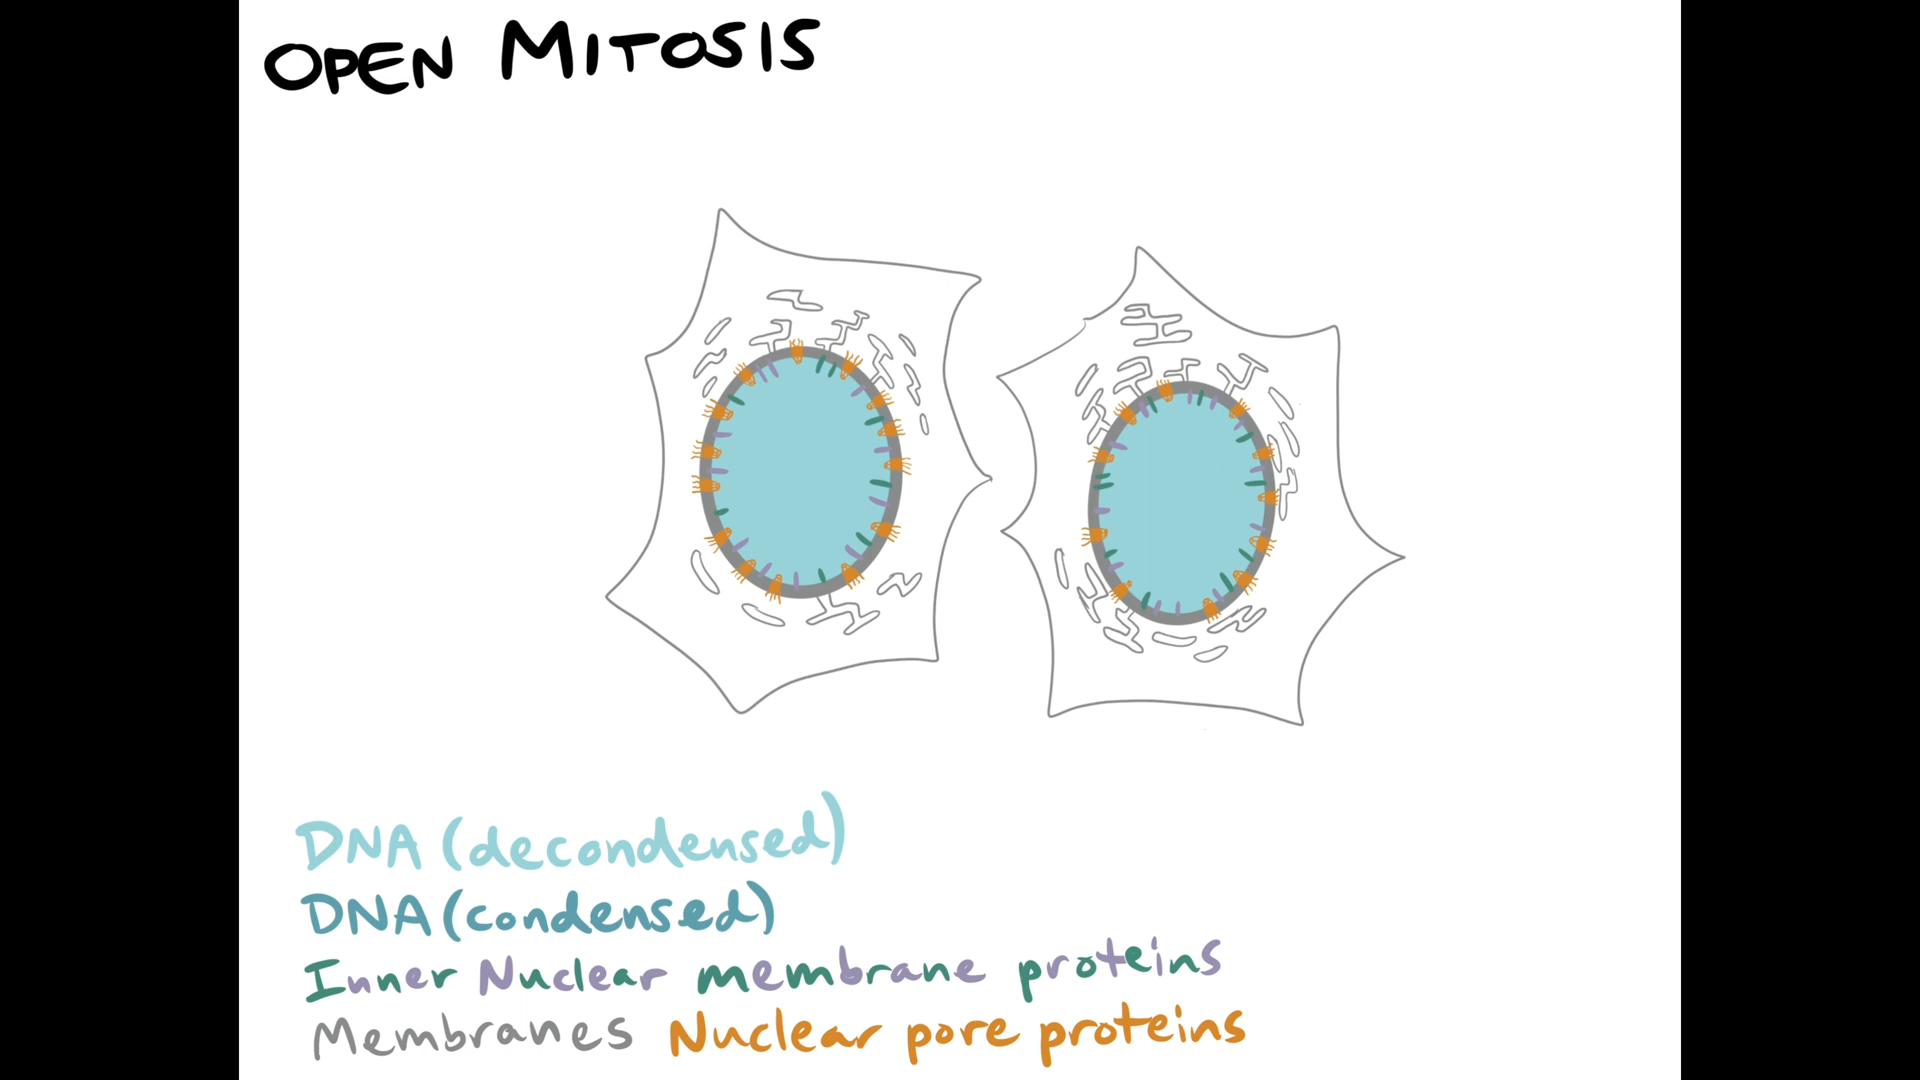 OPEN MITOSIS
DNA (decondensed)
DNA (condensed)
Inner Nuclear membrane proteins
Membranes Nuclear pore proteins